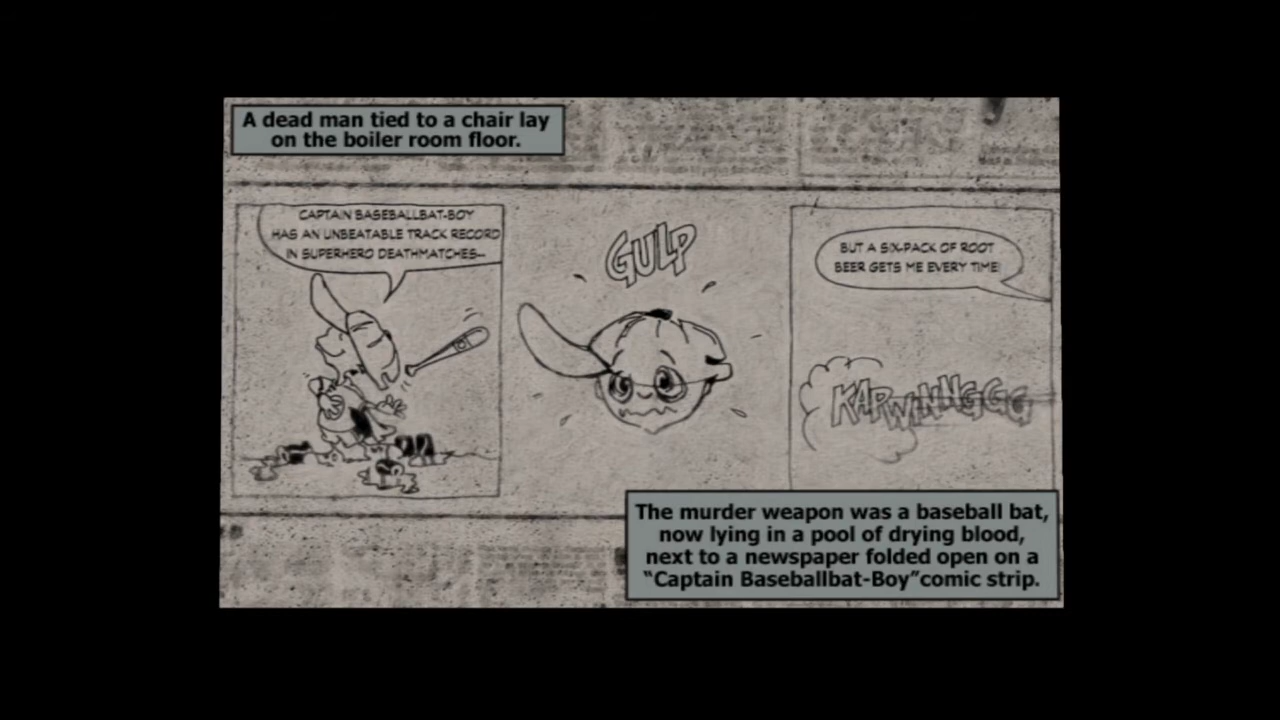 A dead man tied to a chair lay
on the boiler room floor.
CAPTAIN BASEBALLBAT-BOY
HAS AN UNBEATABLE TRACK RECORD
IN SUPERHERO DEATHMATCHES--
GULP
BUT A SIX-PACK OF ROOT
BEER GETS ME EVERY TIME!
KAPWINNGGG
The murder weapon was a baseball bat,
now lying in a pool of drying blood,
next to a newspaper folded open on a
“Captain Baseballbat-Boy”comic strip.